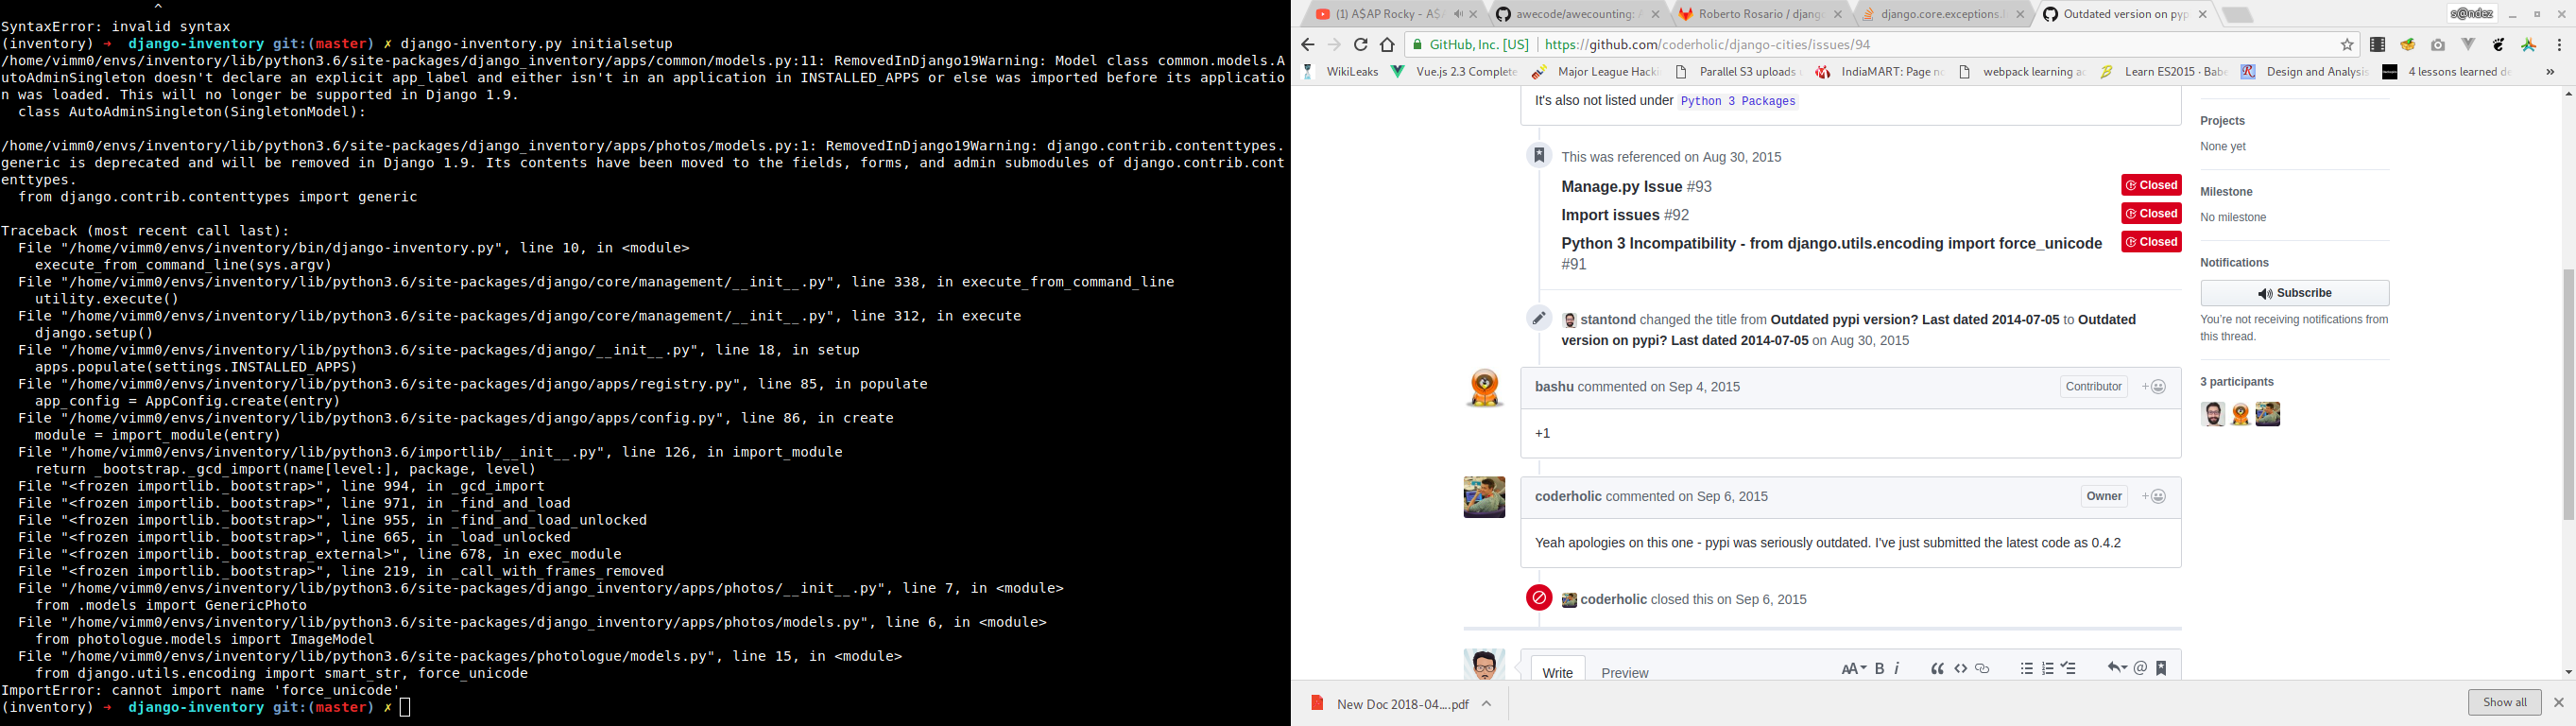 ^
SyntaxError: invalid syntax
(inventory) → django-inventory git:(master) ✗ django-inventory.py initialsetup
/home/vimm0/envs/inventory/lib/python3.6/site-packages/django_inventory/apps/common/models.py:11: RemovedInDjango19Warning: Model class common.models.A
utoAdminSingleton doesn't declare an explicit app_label and either isn't in an application in INSTALLED_APPS or else was imported before its applicatio
n was loaded. This will no longer be supported in Django 1.9.
class AutoAdminSingleton(SingletonModel):
/home/vimm0/envs/inventory/lib/python3.6/site-packages/django_inventory/apps/photos/models.py:1: RemovedInDjango19Warning: django.contrib.contenttypes.
generic is deprecated and will be removed in Django 1.9. Its contents have been moved to the fields, forms, and admin submodules of django.contrib.cont
enttypes.
from django.contrib.contenttypes import generic
Traceback (most recent call last):
File "/home/vimm0/envs/inventory/bin/django-inventory.py", line 10, in <module>
execute_from_command_line(sys.argv)
File "/home/vimm0/envs/inventory/lib/python3.6/site-packages/django/core/management/__init__.py", line 338, in execute_from_command_line
utility.execute()
File "/home/vimm0/envs/inventory/lib/python3.6/site-packages/django/core/management/__init__.py", line 312, in execute
django.setup()
File "/home/vimm0/envs/inventory/lib/python3.6/site-packages/django/__init__.py", line 18, in setup
apps.populate(settings.INSTALLED_APPS)
File "/home/vimm0/envs/inventory/lib/python3.6/site-packages/django/apps/registry.py", line 85, in populate
app_config = AppConfig.create(entry)
File "/home/vimm0/envs/inventory/lib/python3.6/site-packages/django/apps/config.py", line 86, in create
module = import_module(entry)
File "/home/vimm0/envs/inventory/lib/python3.6/importlib/__init__.py", line 126, in import_module
return _bootstrap._gcd_import(name[level:], package, level)
File "<frozen importlib._bootstrap>", line 994, in _gcd_import
File "<frozen importlib._bootstrap>", line 971, in _find_and_load
File "<frozen importlib._bootstrap>", line 955, in _find_and_load_unlocked
File "<frozen importlib._bootstrap>", line 665, in _load_unlocked
File "<frozen importlib._bootstrap_external>", line 678, in exec_module
File "<frozen importlib._bootstrap>", line 219, in _call_with_frames_removed
File "/home/vimm0/envs/inventory/lib/python3.6/site-packages/django_inventory/apps/photos/__init__.py", line 7, in <module>
from .models import GenericPhoto
File "/home/vimm0/envs/inventory/lib/python3.6/site-packages/django_inventory/apps/photos/models.py", line 6, in <module>
from photologue.models import ImageModel
File "/home/vimm0/envs/inventory/lib/python3.6/site-packages/photologue/models.py", line 15, in <module>
from django.utils.encoding import smart_str, force_unicode
ImportError: cannot import name 'force_unicode'
(inventory) → django-inventory git:(master) ✗
(1) A$AP Rocky - A$A
awecode/awecounting: A
Roberto Rosario / djang
django.core.exceptions.I
Outdated version on pyp
s@ndez
GitHub, Inc. [US] https://github.com/coderholic/django-cities/issues/94
WikiLeaks Vue.js 2.3 Complete Major League Hacki Parallel S3 uploads IndiaMART: Page no webpack learning ac Learn ES2015 · Babe Design and Analysis 4 lessons learned de »
It's also not listed under Python 3 Packages
This was referenced on Aug 30, 2015
Manage.py Issue #93 Closed
Import issues #92 Closed
Python 3 Incompatibility - from django.utils.encoding import force_unicode Closed
#91
stantond changed the title from Outdated pypi version? Last dated 2014-07-05 to Outdated
version on pypi? Last dated 2014-07-05 on Aug 30, 2015
bashu commented on Sep 4, 2015 Contributor +
+1
coderholic commented on Sep 6, 2015 Owner +
Yeah apologies on this one - pypi was seriously outdated. I've just submitted the latest code as 0.4.2
coderholic closed this on Sep 6, 2015
Write Preview AA B i “ <> @
Projects
None yet
Milestone
No milestone
Notifications
Subscribe
You're not receiving notifications from
this thread.
3 participants
New Doc 2018-04....pdf
Show all